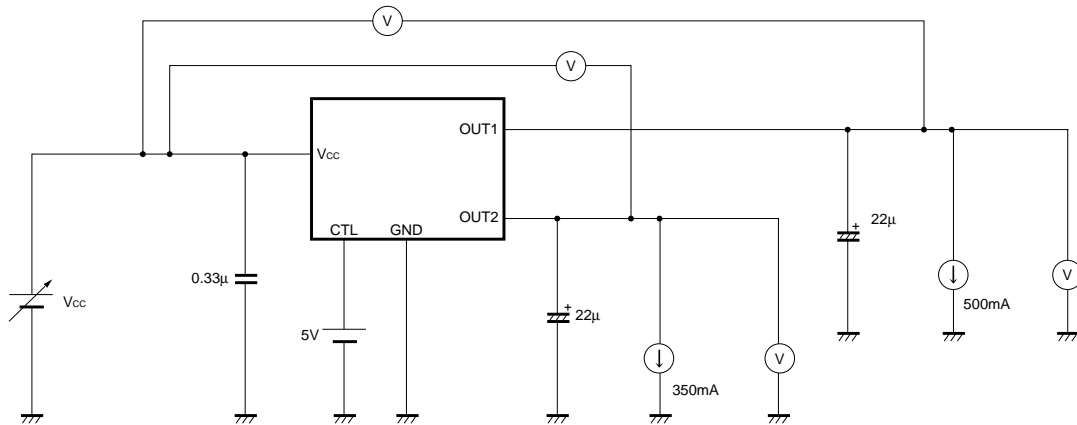 V
V
OUT1
VCC
OUT2
CTL
GND
22µ
+
0.33µ
VCC
5V
22µ
+
V
500mA
V
350mA